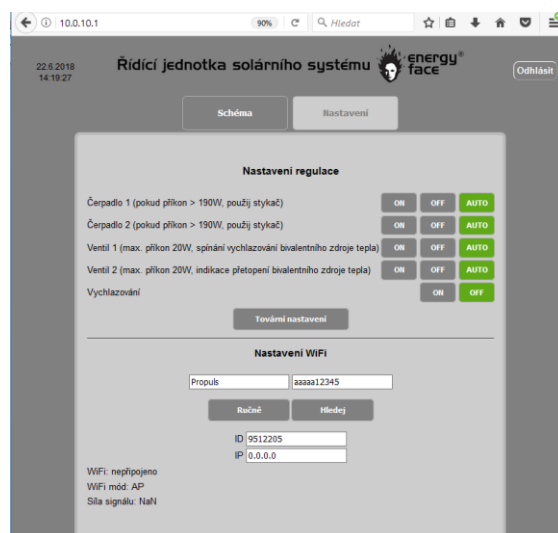 10.0.10.1
90%
Hledat
22.6.2018
14:19:27
Řídící jednotka solárního systému
energy
face®
Odhlásit
Schéma
Nastavení
Nastavení regulace
Čerpadlo 1 (pokud příkon > 190W, použij stykač) ON OFF AUTO
Čerpadlo 2 (pokud příkon > 190W, použij stykač) ON OFF AUTO
Ventil 1 (max. příkon 20W, spínání vychlazování bivalentního zdroje tepla) ON OFF AUTO
Ventil 2 (max. příkon 20W, indikace přetopení bivalentního zdroje tepla) ON OFF AUTO
Vychlazování ON OFF
Tovární nastavení
Nastavení WiFi
Propuls aaaaa12345
Ručně Hledej
ID 9512205
IP 0.0.0.0
WiFi: nepřipojeno
WiFi mód: AP
Síla signálu: NaN